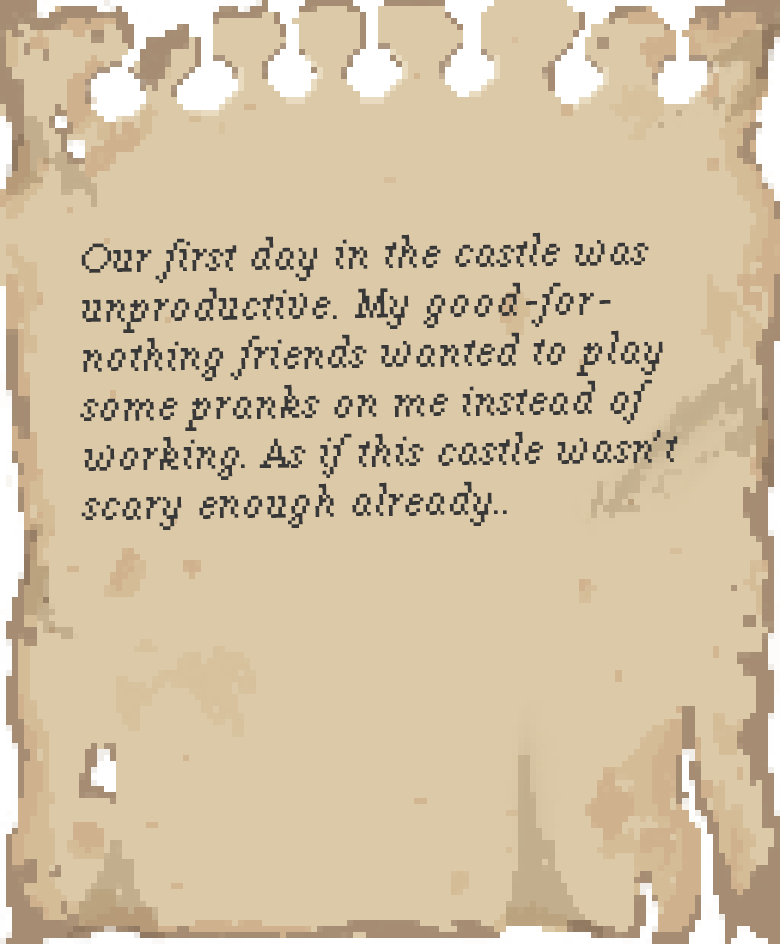 Our first day in the castle was
unproductive. My good-for-
nothing friends wanted to play
some pranks on me instead of
working. As if this castle wasn't
scary enough already..